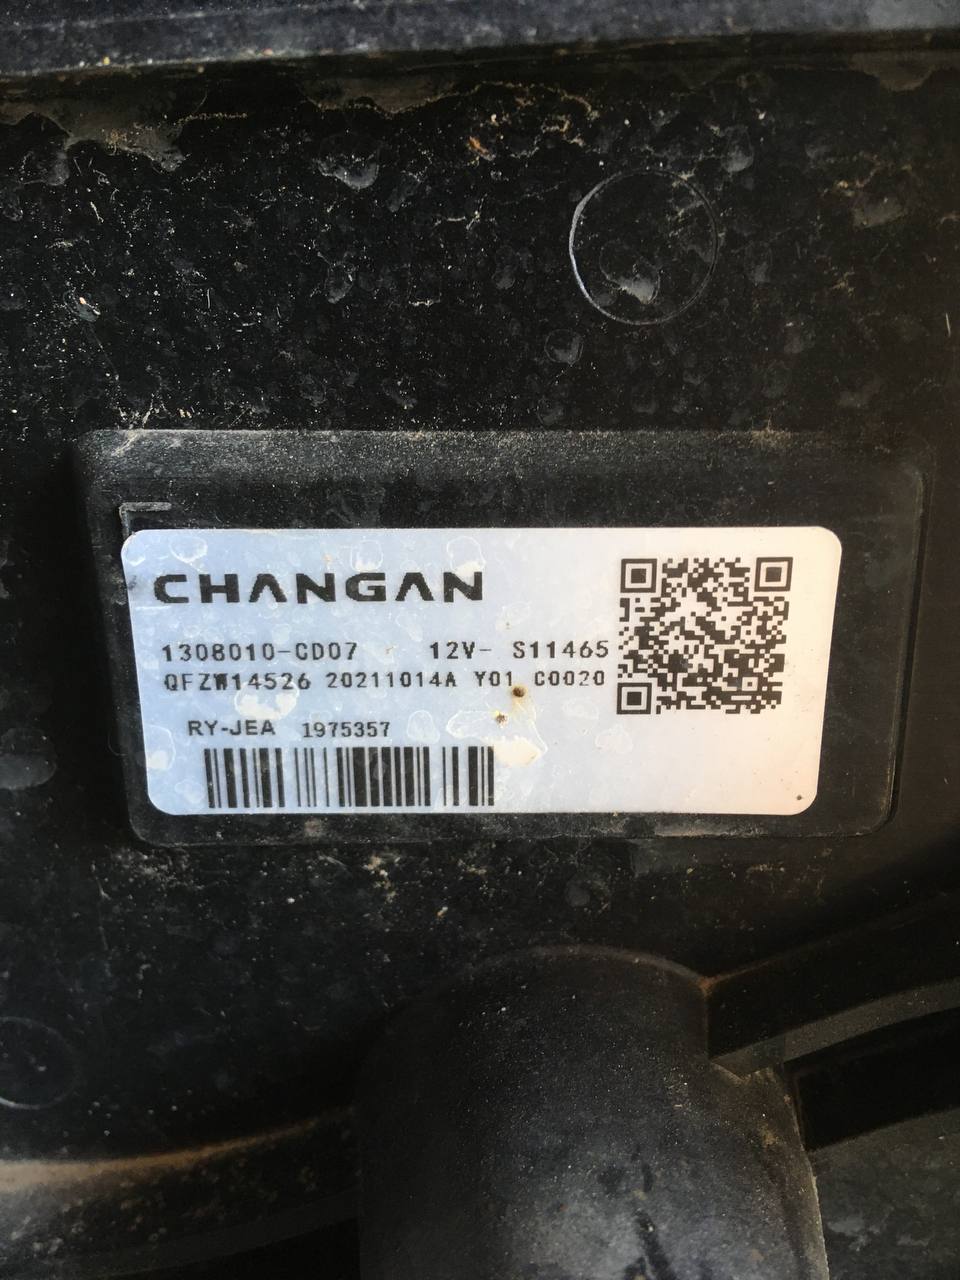 CHANGAN
1308010-CD07 12V- S11465
QFZW14526 20211014A Y01 C0020
RY-JEA 1975357